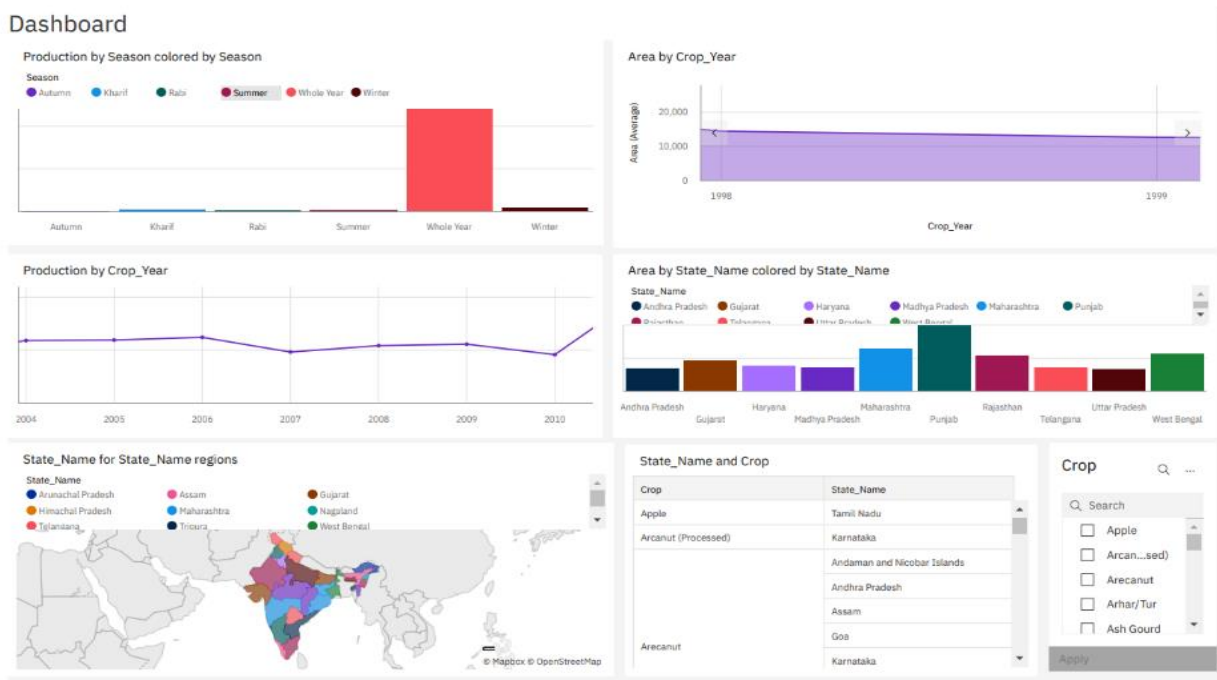 Dashboard
Production by Season colored by Season
Season
Autumn Kharif Rabi Summer Whole Year Winter
Autumn Kharif Rabi Summer Whole Year Winter
Area by Crop_Year
Area (Average)
20,000
10,000
0
1998 1999
Crop_Year
Production by Crop_Year
2004 2005 2006 2007 2008 2009 2010
Area by State_Name colored by State_Name
State_Name
Andhra Pradesh Gujarat Haryana Madhya Pradesh Maharashtra Punjab
Rajasthan Telangana Uttar Pradesh West Bengal
Andhra Pradesh Haryana Maharashtra Rajasthan Uttar Pradesh
Gujarat Madhya Pradesh Punjab Telangana West Bengal
State_Name for State_Name regions
State_Name
Arunachal Pradesh Assam Gujarat
Himachal Pradesh Maharashtra Nagaland
Telangana Tripura West Bengal
© Mapbox © OpenStreetMap
State_Name and Crop
Crop State_Name
Apple Tamil Nadu
Arcanut (Processed) Karnataka
Andaman and Nicobar Islands
Andhra Pradesh
Assam
Goa
Arecanut
Karnataka
Crop
Search
Apple
Arcan...sed)
Arecanut
Arhar/Tur
Ash Gourd
Apply